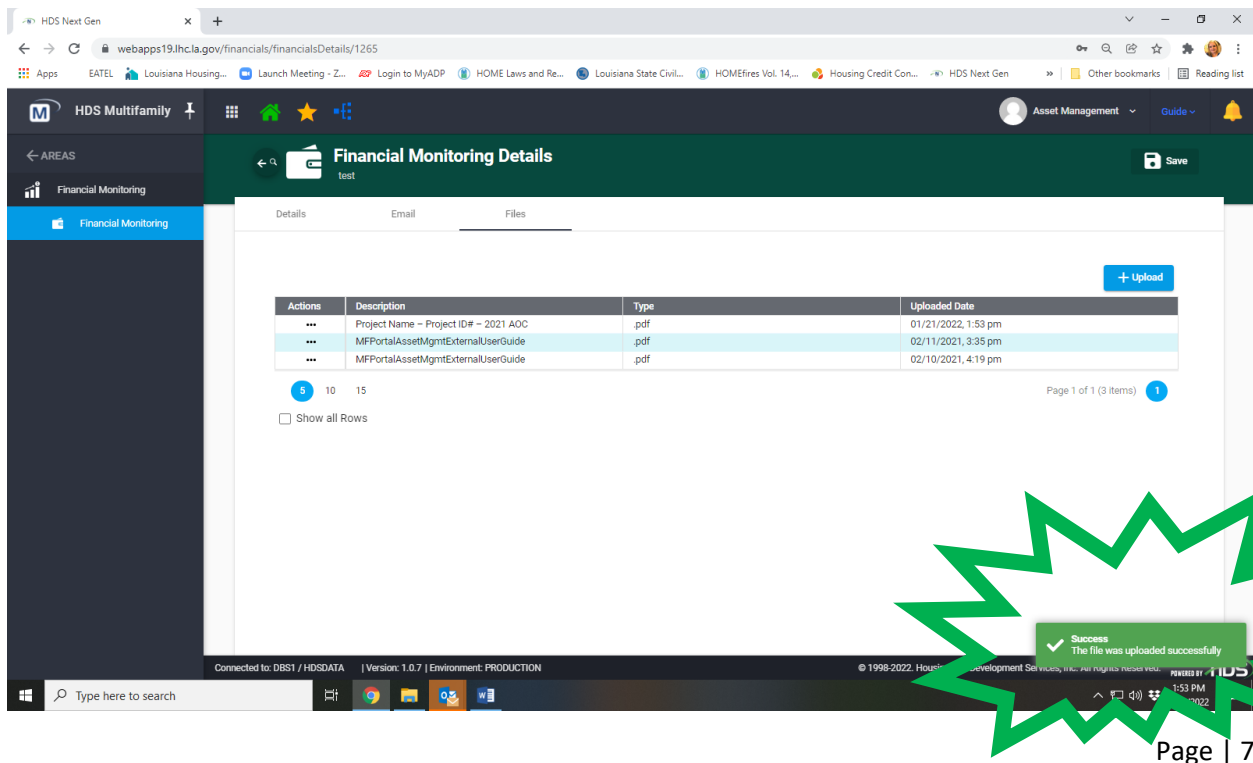 HDS Next Gen
webapps19.lhc.la.gov/financials/financialsDetails/1265
Apps EATEL Louisiana Housing... Launch Meeting - Z... Login to MyADP HOME Laws and Re... Louisiana State Civil... HOMEfires Vol. 14,... Housing Credit Con... HDS Next Gen » Other bookmarks Reading list
M HDS Multifamily Asset Management Guide
AREAS
Financial Monitoring Details
test
Save
Financial Monitoring
Financial Monitoring
Details Email Files
+ Upload
Actions Description Type Uploaded Date
••• Project Name – Project ID# – 2021 AOC .pdf 01/21/2022, 1:53 pm
••• MFPortalAssetMgmtExternalUserGuide .pdf 02/11/2021, 3:35 pm
••• MFPortalAssetMgmtExternalUserGuide .pdf 02/10/2021, 4:19 pm
5 10 15 Page 1 of 1 (3 items) 1
Show all Rows
Success
The file was uploaded successfully
Connected to: DBS1 / HDSDATA | Version: 1.0.7 | Environment: PRODUCTION © 1998-2022. Development Services, Inc. All Rights Reserved. POWERED BY HDS
Type here to search 1:53 PM
2022
Page | 7